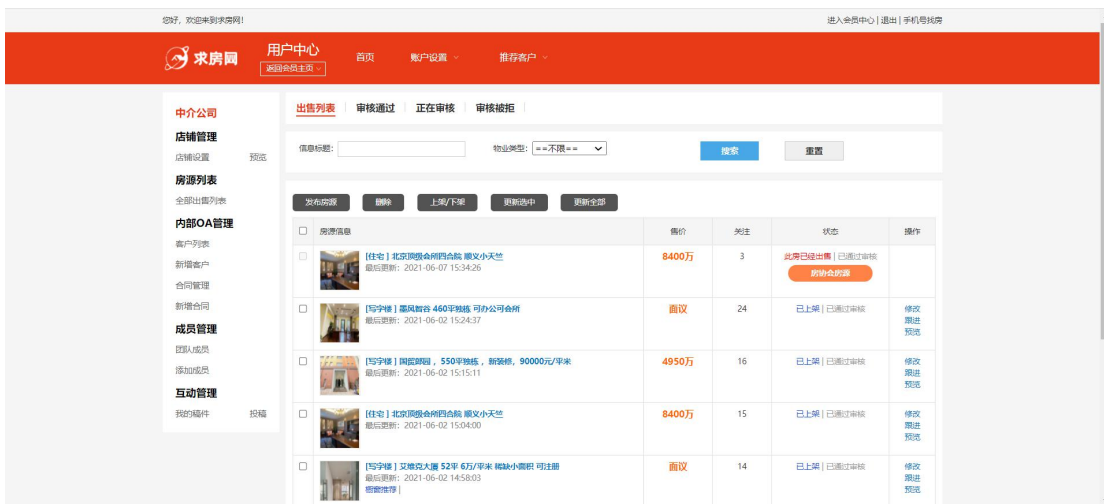 您好，欢迎来到求房网！ 进入会员中心 | 退出 | 手机号找房
求房网 用户中心 首页 账户设置 推荐客户
返回会员主页
中介公司 出售列表 审核通过 正在审核 审核被拒
店铺管理
店铺设置 预览
信息标题： 物业类型： ==不限== 搜索 重置
房源列表
全部出售列表
发布房源 删除 上架/下架 更新选中 更新全部
内部OA管理
客户列表
新增客户
合同管理
新增合同
成员管理
团队成员
添加成员
互动管理
我的稿件 投稿
房源信息 售价 关注 状态 操作
[住宅] 北京顶级会所四合院 顺义小天竺 8400万 3 此房已经出售 | 已通过审核
最后更新：2021-06-07 15:34:26
房协会房源
[写字楼] 墨风智谷 460平独栋 可办公可会所 面议 24 已上架 | 已通过审核 修改
最后更新：2021-06-02 15:24:37 跟进
预览
[写字楼] 国贸郎园，550平独栋，新装修，90000元/平米 4950万 16 已上架 | 已通过审核 修改
最后更新：2021-06-02 15:15:11 跟进
预览
[住宅] 北京顶级会所四合院 顺义小天竺 8400万 15 已上架 | 已通过审核 修改
最后更新：2021-06-02 15:04:00 跟进
预览
[写字楼] 艾维克大厦 52平 6万/平米 稀缺小面积 可注册 面议 14 已上架 | 已通过审核 修改
最后更新：2021-06-02 14:58:03 跟进
橱窗推荐 | 预览